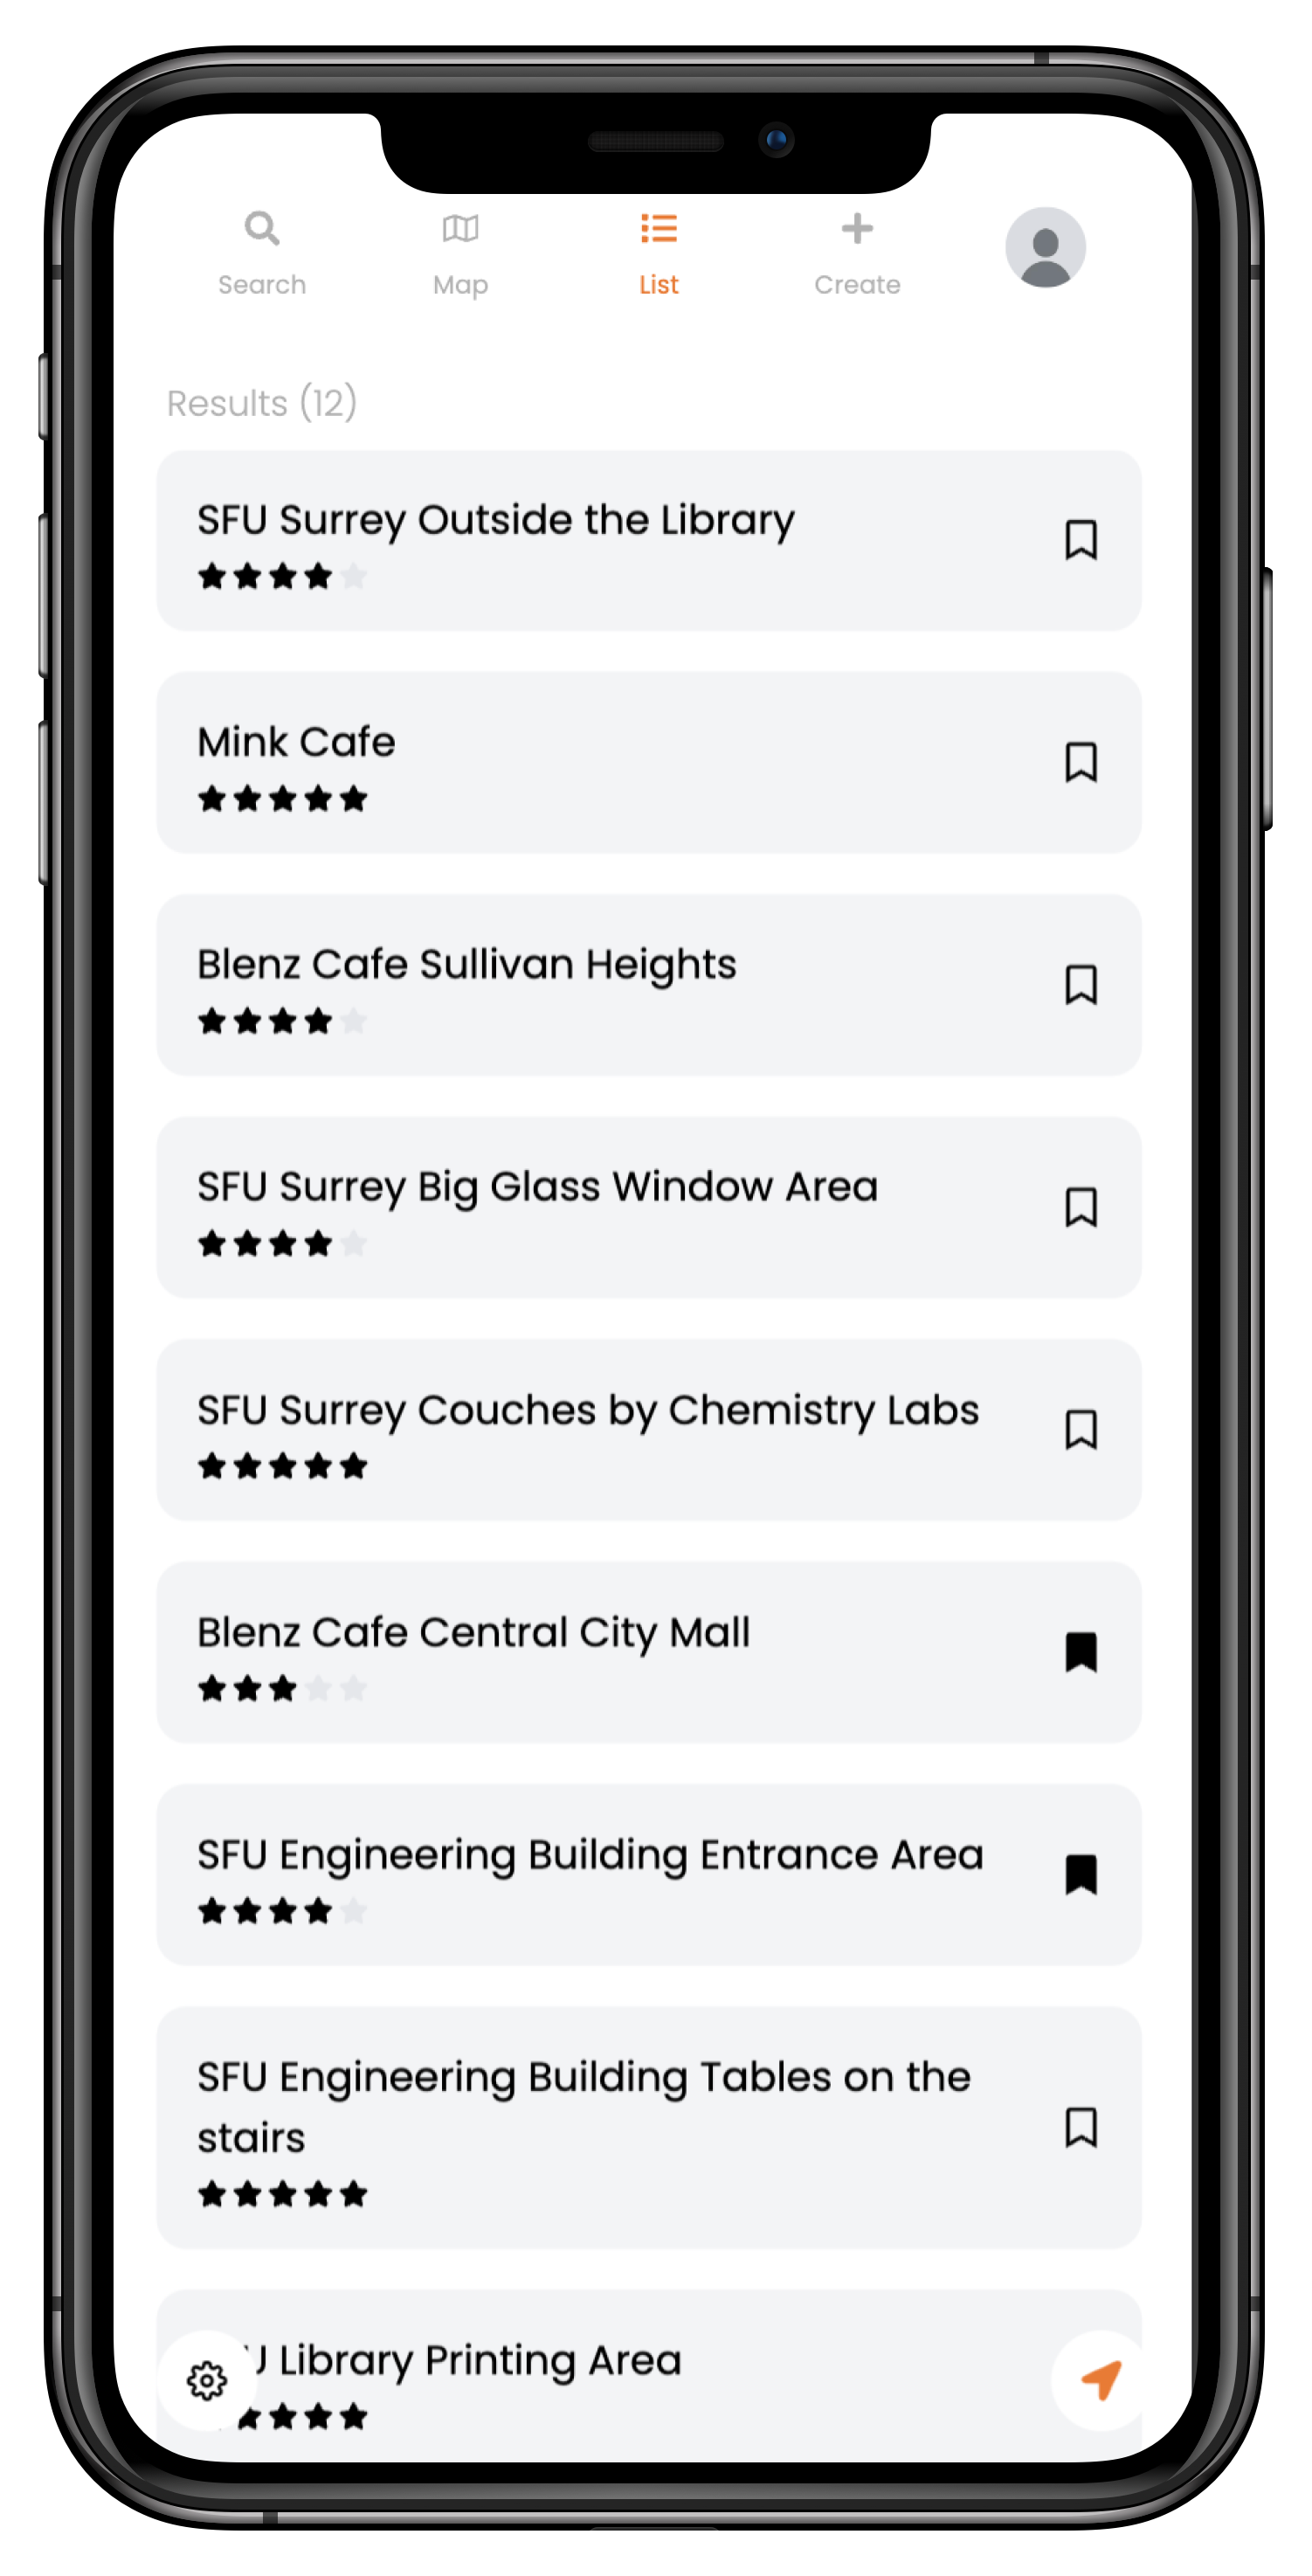 Search
Map
List
Create
Results (12)
SFU Surrey Outside the Library
Mink Cafe
Blenz Cafe Sullivan Heights
SFU Surrey Big Glass Window Area
SFU Surrey Couches by Chemistry Labs
Blenz Cafe Central City Mall
SFU Engineering Building Entrance Area
SFU Engineering Building Tables on the
stairs
U Library Printing Area